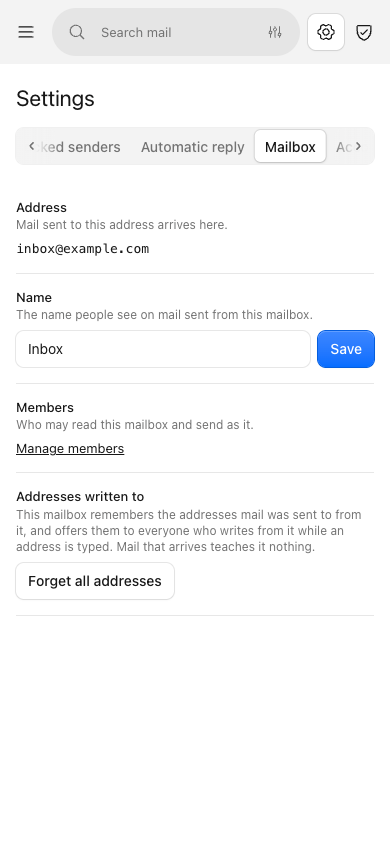 Search mail
Settings
ked senders
Automatic reply
Mailbox
Ac
Address
Mail sent to this address arrives here.
inbox@example.com
Name
The name people see on mail sent from this mailbox.
Inbox
Save
Members
Who may read this mailbox and send as it.
Manage members
Addresses written to
This mailbox remembers the addresses mail was sent to from
it, and offers them to everyone who writes from it while an
address is typed. Mail that arrives teaches it nothing.
Forget all addresses